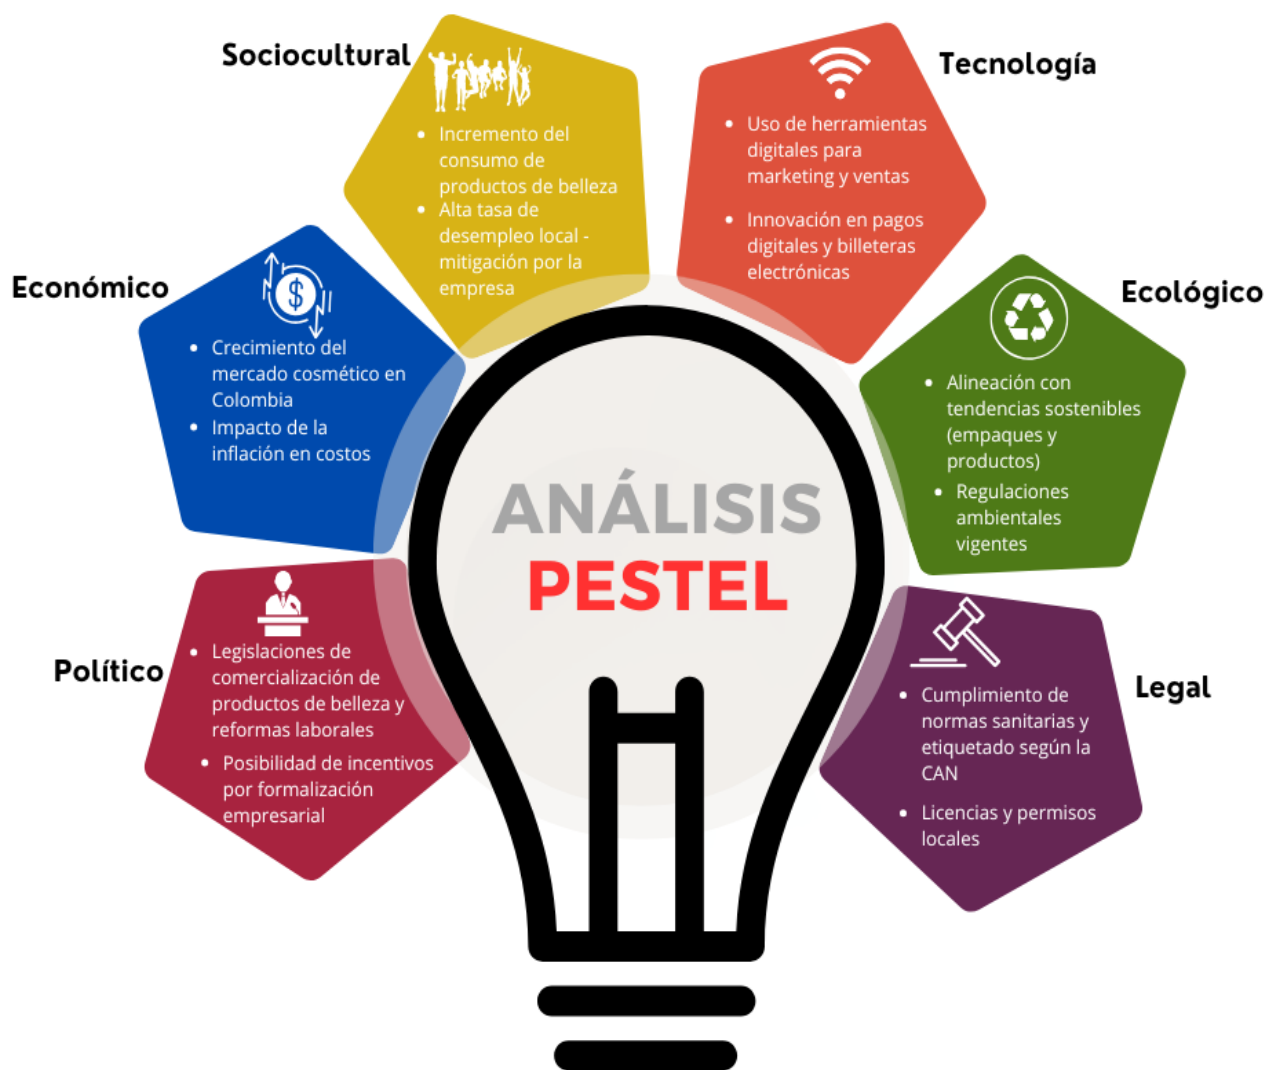 Sociocultural
Incremento del
consumo de
productos de belleza
Alta tasa de
desempleo local -
mitigación por la
empresa
Tecnología
Uso de herramientas
digitales para
marketing y ventas
Innovación en pagos
digitales y billeteras
electrónicas
Económico
$
Crecimiento del
mercado cosmético en
Colombia
Impacto de la
inflación en costos
Ecológico
Alineación con
tendencias sostenibles
(empaques y
productos)
Regulaciones
ambientales
vigentes
ANÁLISIS
PESTEL
Político
Legislaciones de
comercialización de
productos de belleza y
reformas laborales
Posibilidad de incentivos
por formalización
empresarial
Legal
Cumplimiento de
normas sanitarias y
etiquetado según la
CAN
Licencias y permisos
locales